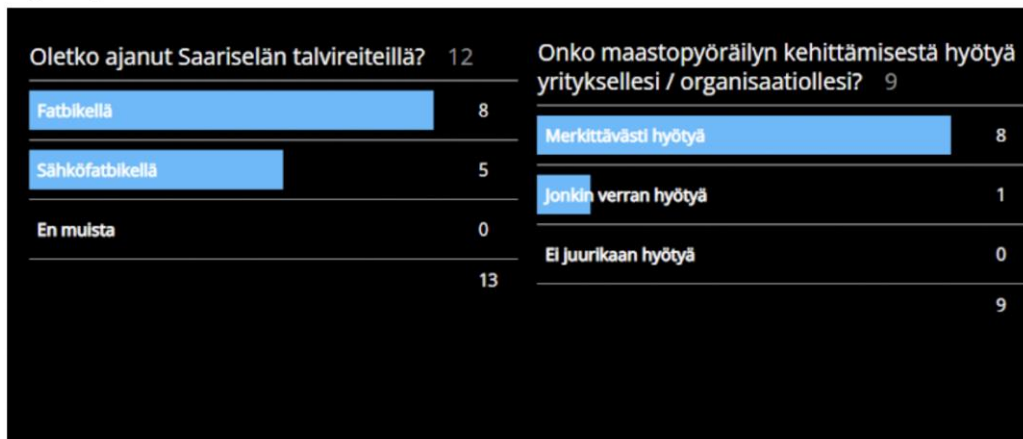 Oletko ajanut Saariselän talvireiteillä? 12
Fatbikellä 8
Sähköfatbikellä 5
En muista 0
13
Onko maastopyöräilyn kehittämisestä hyötyä
yrityksellesi / organisaatiollesi? 9
Merkittävästi hyötyä 8
Jonkin verran hyötyä 1
Ei juurikaan hyötyä 0
9